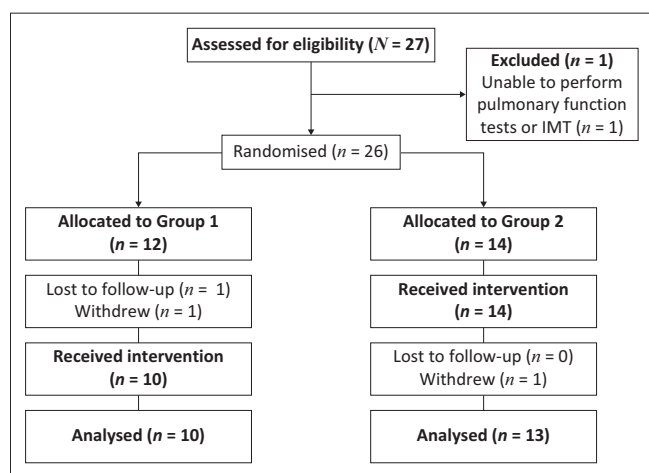 Assessed for eligibility (N = 27)
Excluded (n = 1)
Unable to perform
pulmonary function
tests or IMT (n = 1)
Randomised (n = 26)
Allocated to Group 1
(n = 12)
Lost to follow-up (n =  1)
Withdrew (n = 1)
Received intervention
(n = 10)
Analysed (n = 10)
Allocated to Group 2
(n = 14)
Received intervention
(n = 14)
Lost to follow-up (n = 0)
Withdrew (n = 1)
Analysed (n = 13)